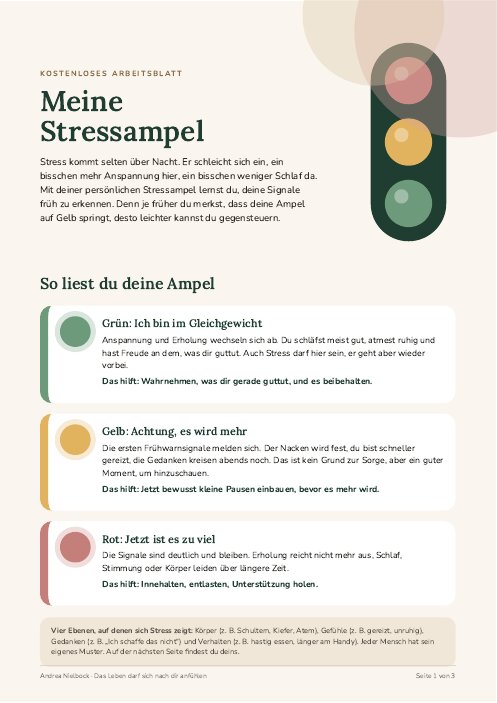 KOSTENLOSES ARBEITSBLATT
Meine
Stressampel
Stress kommt selten über Nacht. Er schleicht sich ein, ein
bisschen mehr Anspannung hier, ein bisschen weniger Schlaf da.
Mit deiner persönlichen Stressampel lernst du, deine Signale
früh zu erkennen. Denn je früher du merkst, dass deine Ampel
auf Gelb springt, desto leichter kannst du gegensteuern.
So liest du deine Ampel
Grün: Ich bin im Gleichgewicht
Anspannung und Erholung wechseln sich ab. Du schläfst meist gut, atmest ruhig und
hast Freude an dem, was dir guttut. Auch Stress darf hier sein, er geht aber wieder
vorbei.
Das hilft: Wahrnehmen, was dir gerade guttut, und es beibehalten.
Gelb: Achtung, es wird mehr
Die ersten Frühwarnsignale melden sich. Der Nacken wird fest, du bist schneller
gereizt, die Gedanken kreisen abends noch. Das ist kein Grund zur Sorge, aber ein guter
Moment, um hinzuschauen.
Das hilft: Jetzt bewusst kleine Pausen einbauen, bevor es mehr wird.
Rot: Jetzt ist es zu viel
Die Signale sind deutlich und bleiben. Erholung reicht nicht mehr aus, Schlaf,
Stimmung oder Körper leiden über längere Zeit.
Das hilft: Innehalten, entlasten, Unterstützung holen.
Vier Ebenen, auf denen sich Stress zeigt: Körper (z. B. Schultern, Kiefer, Atem), Gefühle (z. B. gereizt, unruhig),
Gedanken (z. B. „Ich schaffe das nicht") und Verhalten (z. B. hastig essen, länger am Handy). Jeder Mensch hat sein
eigenes Muster. Auf der nächsten Seite findest du deins.
Andrea Nielbock · Das Leben darf sich nach dir anfühlen
Seite 1 von 3